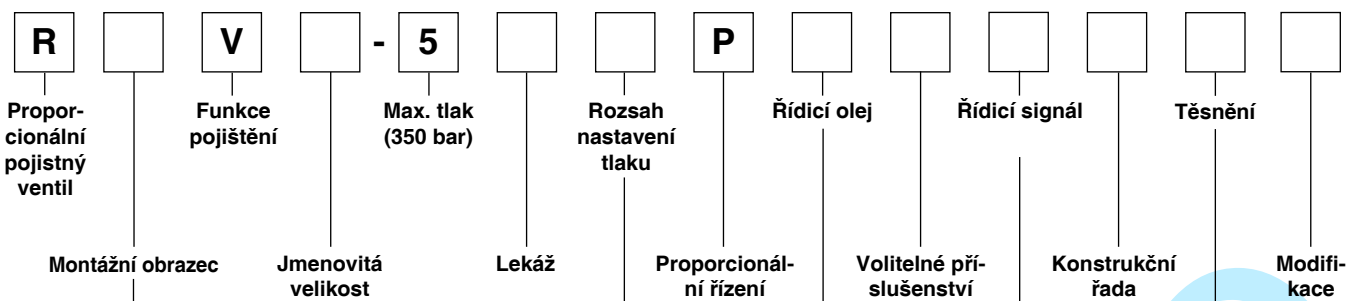 R V - 5 P
Propor-
cionální
pojistný
ventil
Funkce
pojištění
Max. tlak
(350 bar)
Rozsah
nastavení
tlaku
Řídicí olej
Řídicí signál
Těsnění
Montážní obrazec
Jmenovitá
velikost
Lekáž
Proporcionál-
ní řízení
Volitelné pří-
slušenství
Konstrukční
řada
Modifi-
kace